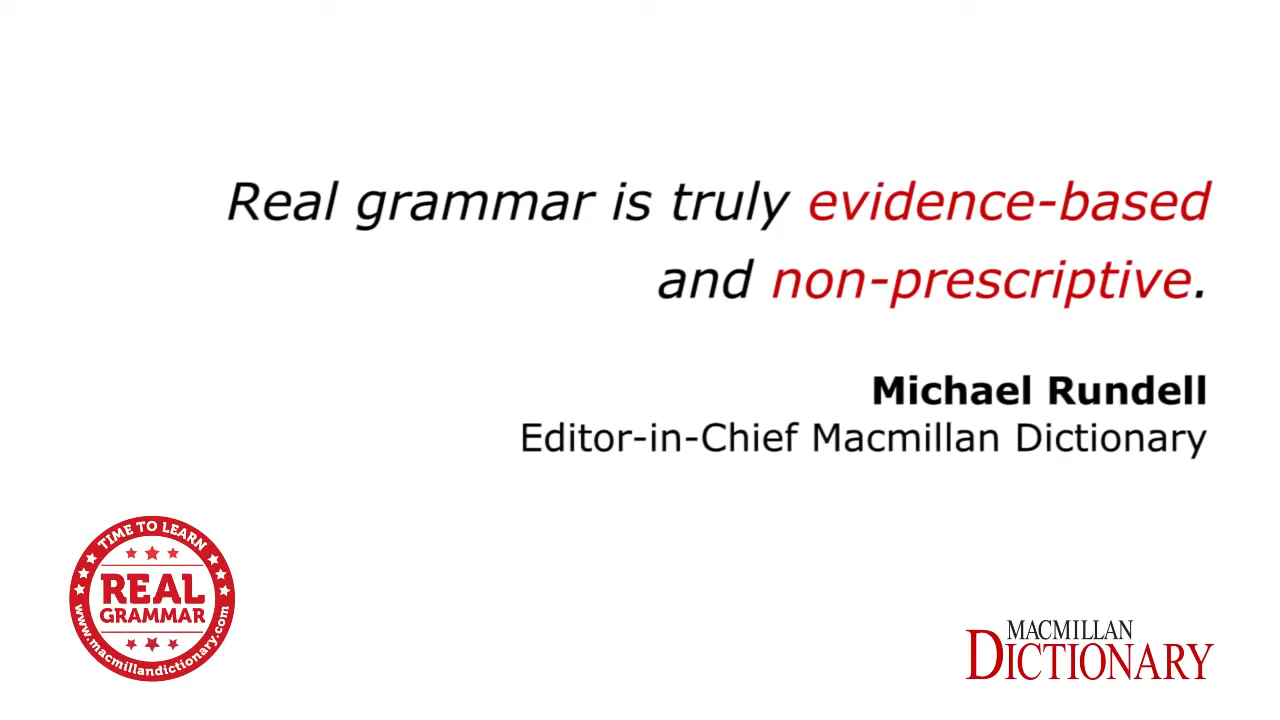 Real grammar is truly evidence-based
and non-prescriptive.
Michael Rundell
Editor-in-Chief Macmillan Dictionary
TIME TO LEARN
REAL
GRAMMAR
www.macmillandictionary.com
MACMILLAN
DICTIONARY